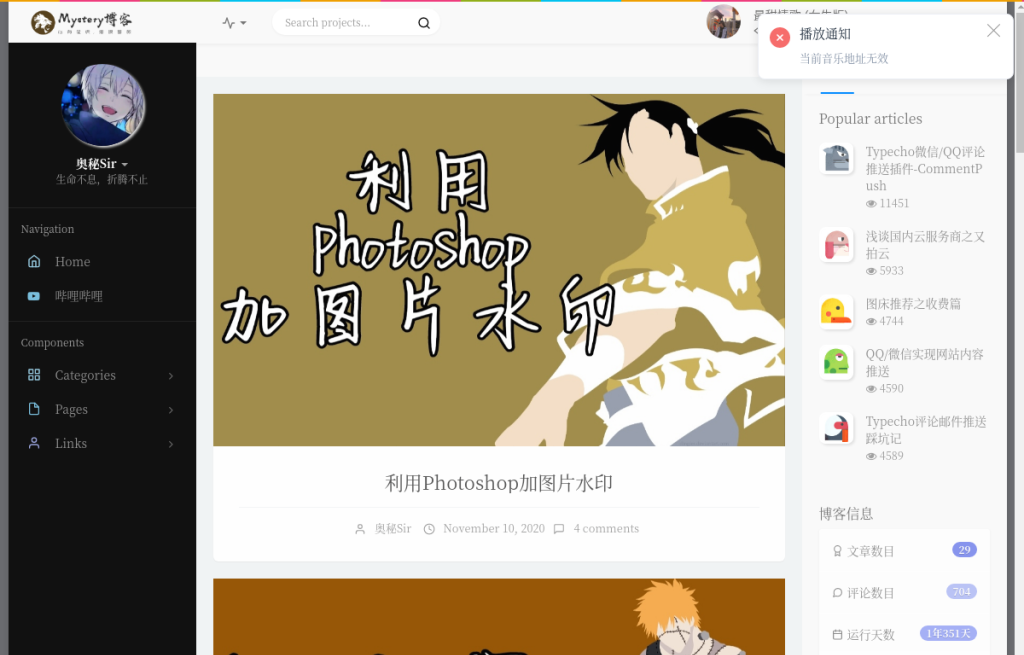 Mystery博客
Search projects...
播放通知
当前音乐地址无效
奥秘Sir
生命不息，折腾不止
Navigation
Home
哔哩哔哩
Components
Categories
Pages
Links
利用
Photoshop
加图片水印
利用Photoshop加图片水印
奥秘Sir
November 10, 2020
4 comments
Popular articles
Typecho微信/QQ评论
推送插件-CommentP
ush
11451
浅谈国内云服务商之又
拍云
5933
图床推荐之收费篇
4744
QQ/微信实现网站内容
推送
4590
Typecho评论邮件推送
踩坑记
4589
博客信息
文章数目
29
评论数目
704
运行天数
1年351天